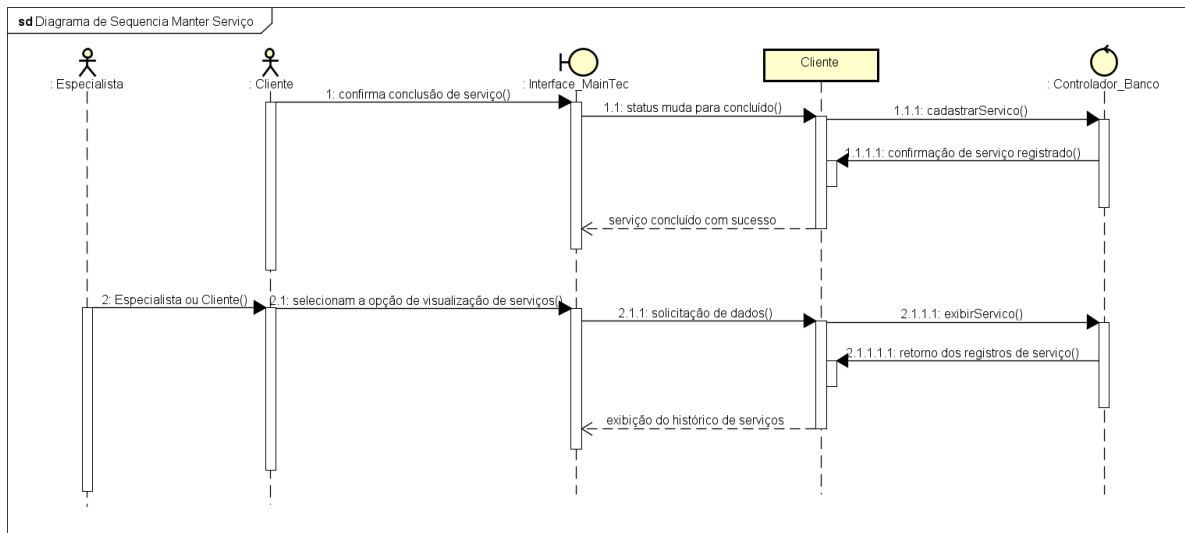 sd Diagrama de Sequencia Manter Serviço
: Especialista
: Cliente
: Interface_MainTec
Cliente
: Controlador_Banco
1: confirma conclusão de serviço()
1.1: status muda para concluído()
1.1.1: cadastrarServico()
1.1.1.1: confirmação de serviço registrado()
serviço concluído com sucesso
2: Especialista ou Cliente()
2.1: selecionam a opção de visualização de serviços()
2.1.1: solicitação de dados()
2.1.1.1: exibirServico()
2.1.1.1.1: retorno dos registros de serviço()
exibição do histórico de serviços